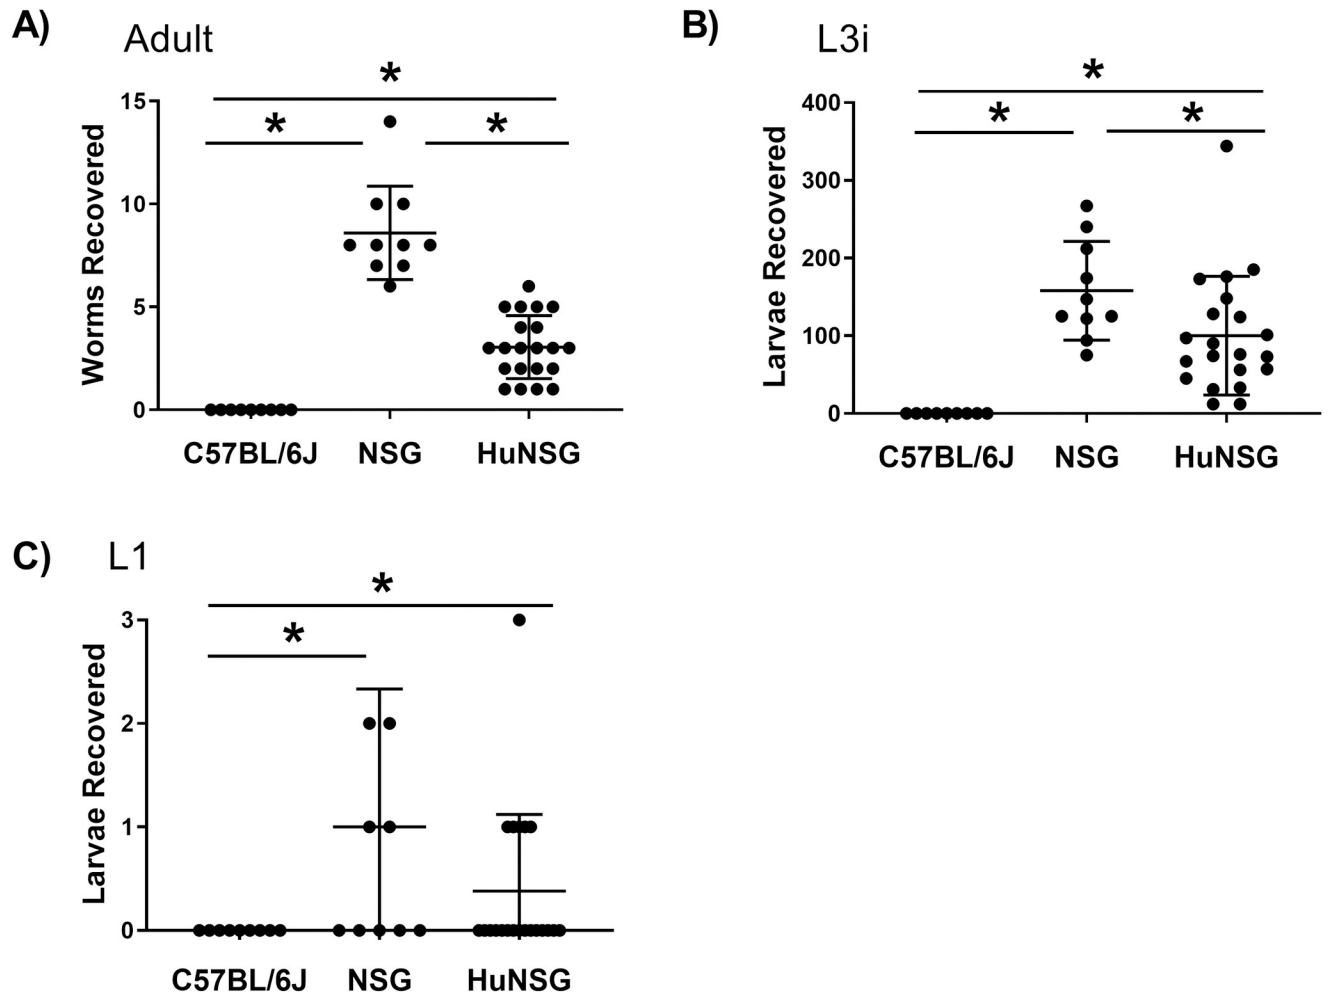 A)
Adult
*
*
*
Worms Recovered
15
10
5
0
C57BL/6J NSG HuNSG
B)
L3i
*
*
*
Larvae Recovered
400
300
200
100
0
C57BL/6J NSG HuNSG
C)
L1
*
*
Larvae Recovered
3
2
1
0
C57BL/6J NSG HuNSG